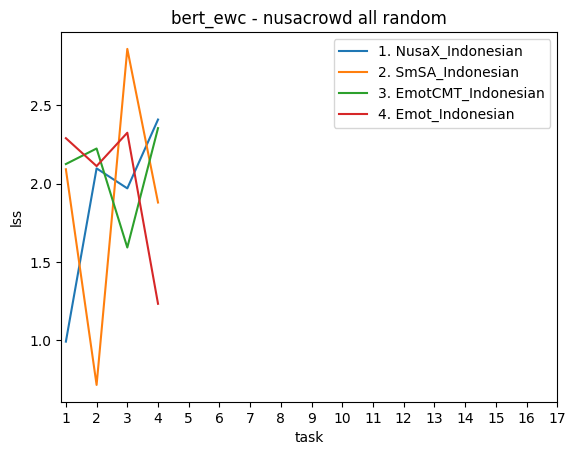 bert_ewc - nusacrowd all random
1. NusaX_Indonesian
2. SmSA_Indonesian
3. EmotCMT_Indonesian
4. Emot_Indonesian
lss
2.5
2.0
1.5
1.0
1 2 3 4 5 6 7 8 9 10 11 12 13 14 15 16 17
task